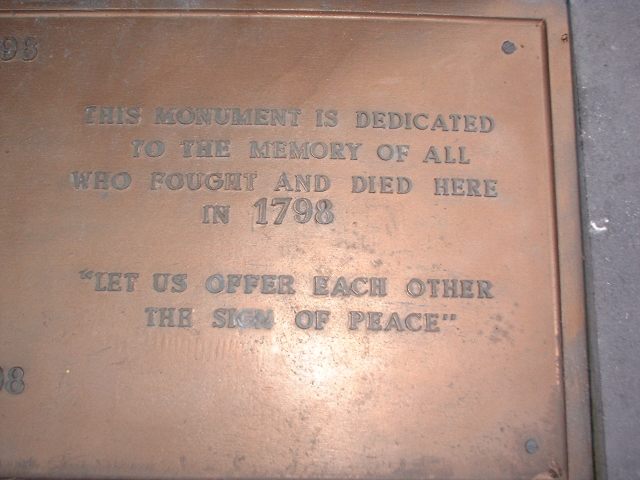 THIS MONUMENT IS DEDICATED
TO THE MEMORY OF ALL
WHO FOUGHT AND DIED HERE
IN 1798
"LET US OFFER EACH OTHER
THE SIGN OF PEACE"